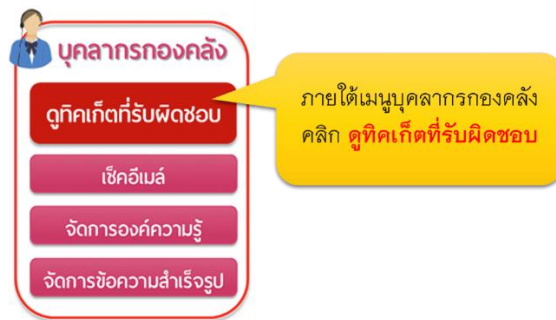 บุคลากรกองคลัง
ดูทิคเก็ตที่รับผิดชอบ
เช็คอีเมล์
จัดการองค์ความรู้
จัดการข้อความสำเร็จรูป
ภายใต้เมนูบุคลากรกองคลัง
คลิก ดูทิคเก็ตที่รับผิดชอบ